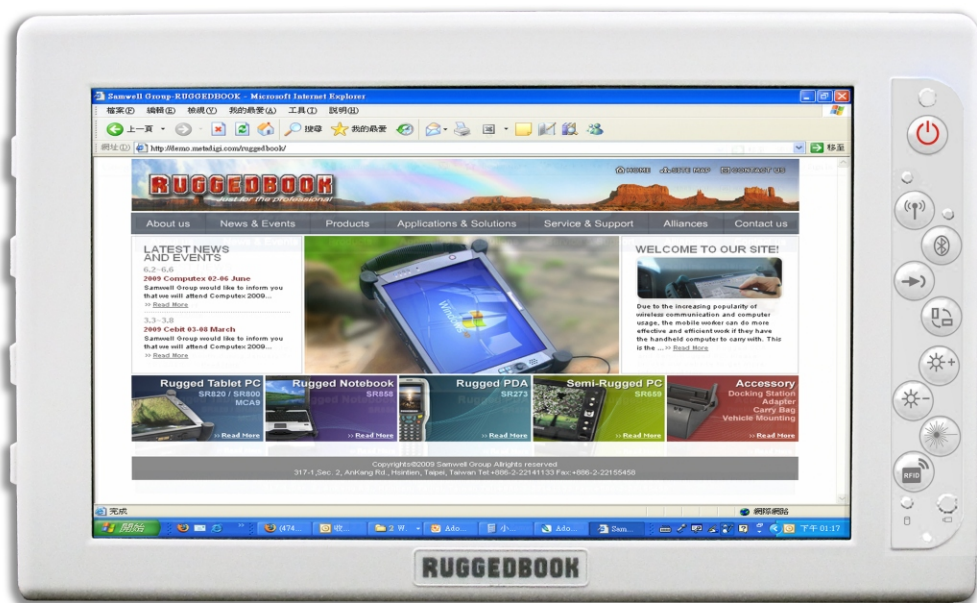 Samwell Group-RUGGEDBOOK - Microsoft Internet Explorer
檔案(F) 編輯(E) 檢視(V) 我的最愛(A) 工具(T) 說明(H)
上一頁 搜尋 我的最愛
網址(D) http://demo.metadigi.com/ruggedbook/ 移至
HOME SITE MAP CONTACT US
RUGGEDBOOK
Just for the professional
About us News & Events Products Applications & Solutions Service & Support Alliances Contact us
LATEST NEWS
AND EVENTS
6.2~6.6
2009 Computex 02-06 June
Samwell Group would like to inform you
that we will attend Computex 2009...
>> Read More
3.3~3.8
2009 Cebit 03-08 March
Samwell Group would like to inform you
that we will attend Computex 2009...
>> Read More
Windows
WELCOME TO OUR SITE!
Due to the increasing popularity of
wireless communication and computer
usage, the mobile worker can do more
effective and efficient work if they have
the handheld computer to carry with. This
is the ... >> Read More
Rugged Tablet PC
SR820 / SR800
MCA9
>> Read More
Rugged Notebook
SR858
>> Read More
Rugged PDA
SR273
>> Read More
Semi-Rugged PC
SR650
>> Read More
Accessory
Docking Station
Adapter
Carry Bag
Vehicle Mounting
>> Read More
Copyrights©2009 Samwell Group Allrights reserved
317-1,Sec. 2, AnKang Rd., Hsintien, Taipei, Taiwan Tel:+886-2-22141133 Fax:+886-2-22155458
完成 網際網路
開始 (474... 收... 2 W... Ado... 小... Ado... Sam... 下午 01:17
RFID
RUGGEDBOOK